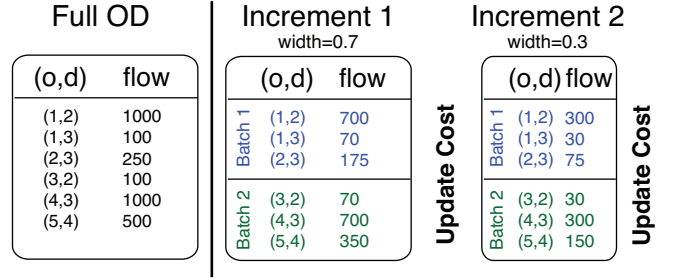 Full OD
(o,d) flow
(1,2) 1000
(1,3) 100
(2,3) 250
(3,2) 100
(4,3) 1000
(5,4) 500
Increment 1
width=0.7
(o,d) flow
Batch 1
(1,2) 700
(1,3) 70
(2,3) 175
Batch 2
(3,2) 70
(4,3) 700
(5,4) 350
Update Cost
Increment 2
width=0.3
(o,d) flow
Batch 1
(1,2) 300
(1,3) 30
(2,3) 75
Batch 2
(3,2) 30
(4,3) 300
(5,4) 150
Update Cost